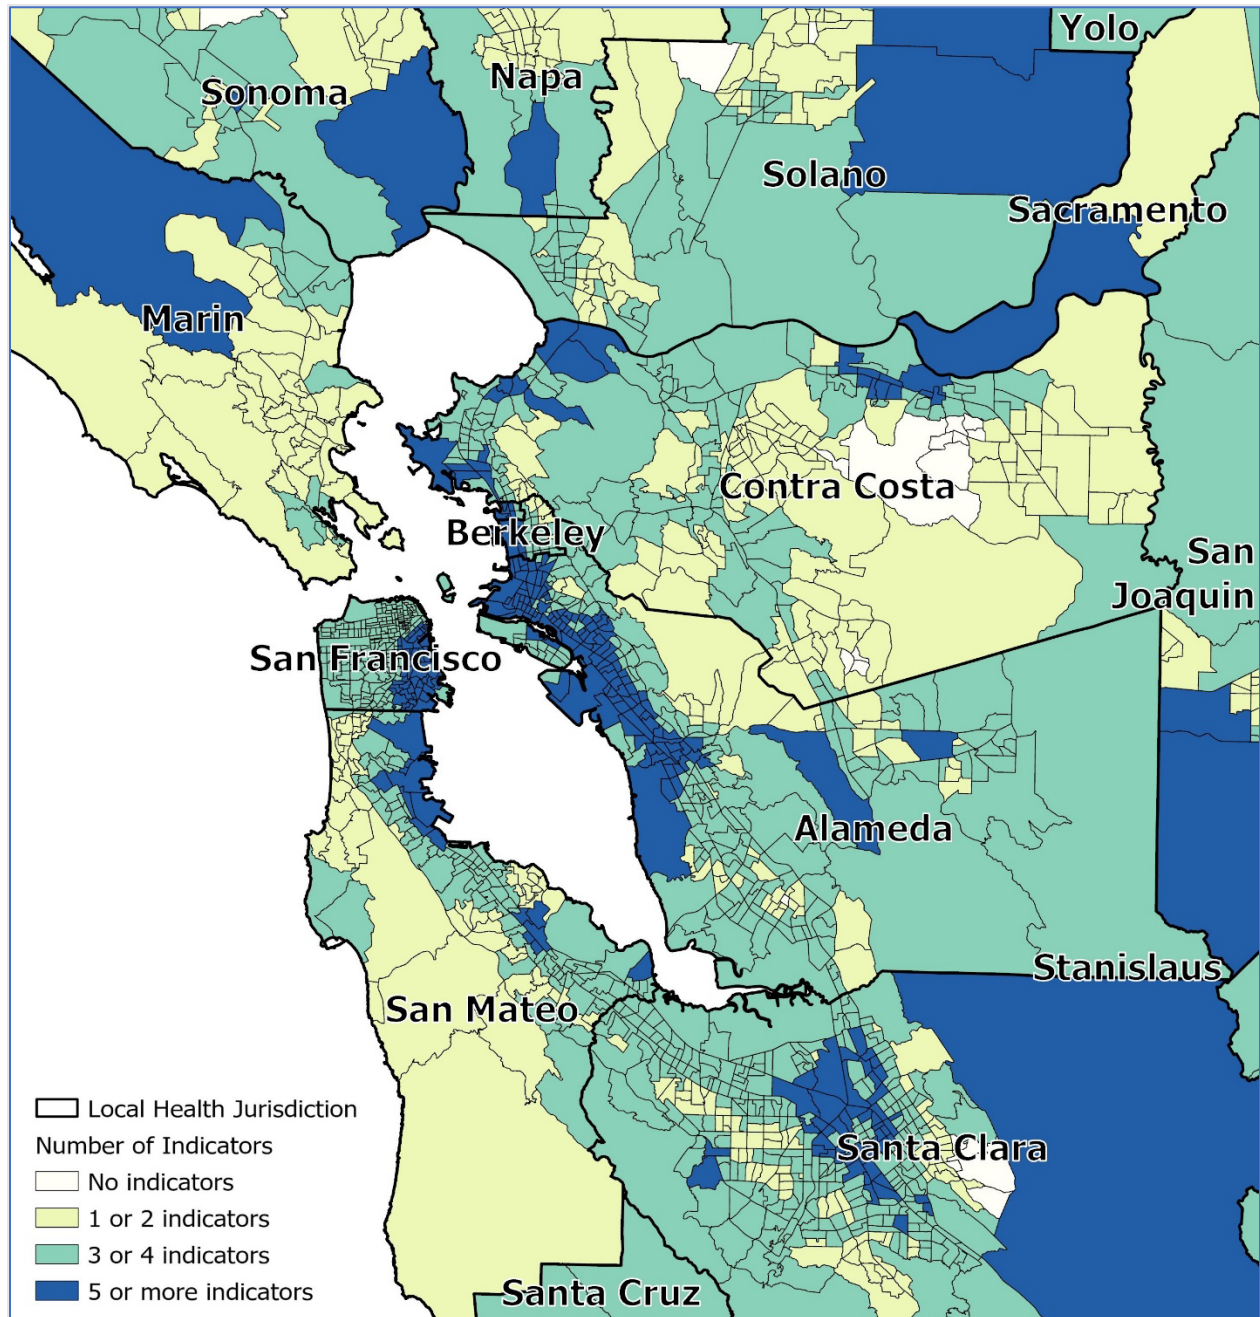 Yolo
Napa
Sonoma
Solano
Sacramento
Marin
Contra Costa
Berkeley
San
Joaquin
San Francisco
Alameda
Stanislaus
San Mateo
Local Health Jurisdiction
Number of Indicators
No indicators
1 or 2 indicators
3 or 4 indicators
5 or more indicators
Santa Clara
Santa Cruz